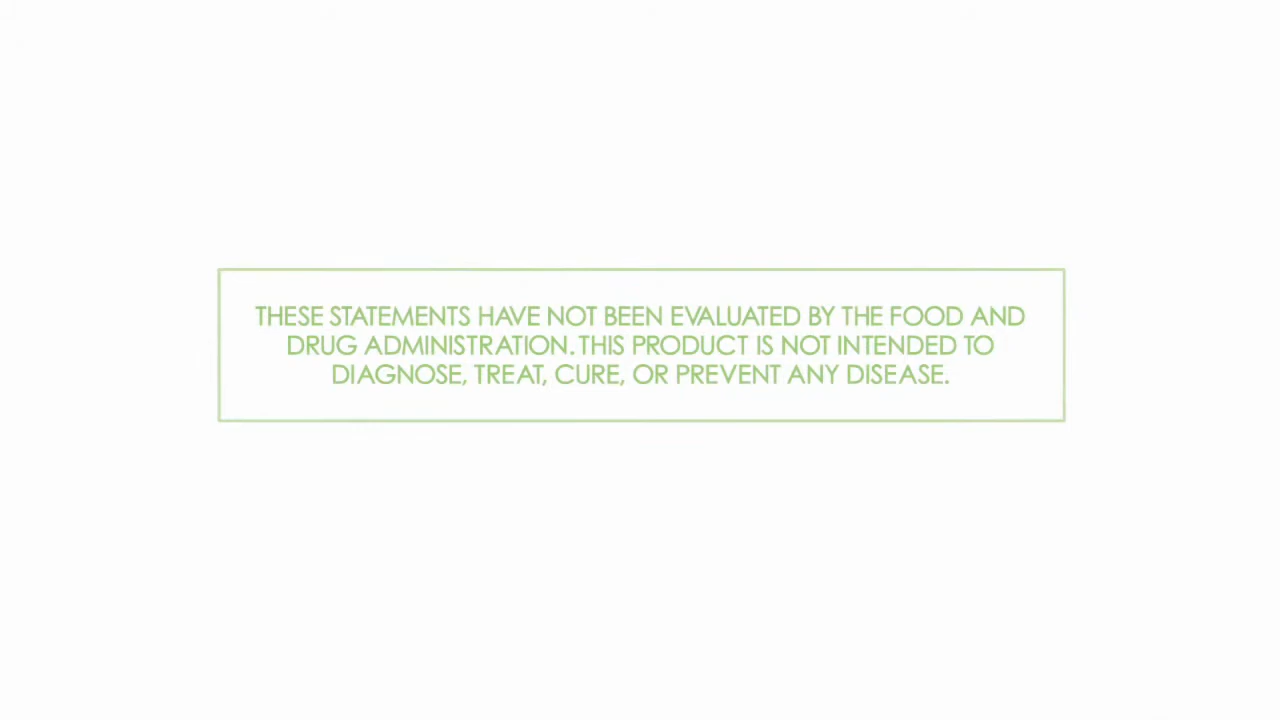 THESE STATEMENTS HAVE NOT BEEN EVALUATED BY THE FOOD AND
DRUG ADMINISTRATION. THIS PRODUCT IS NOT INTENDED TO
DIAGNOSE, TREAT, CURE, OR PREVENT ANY DISEASE.